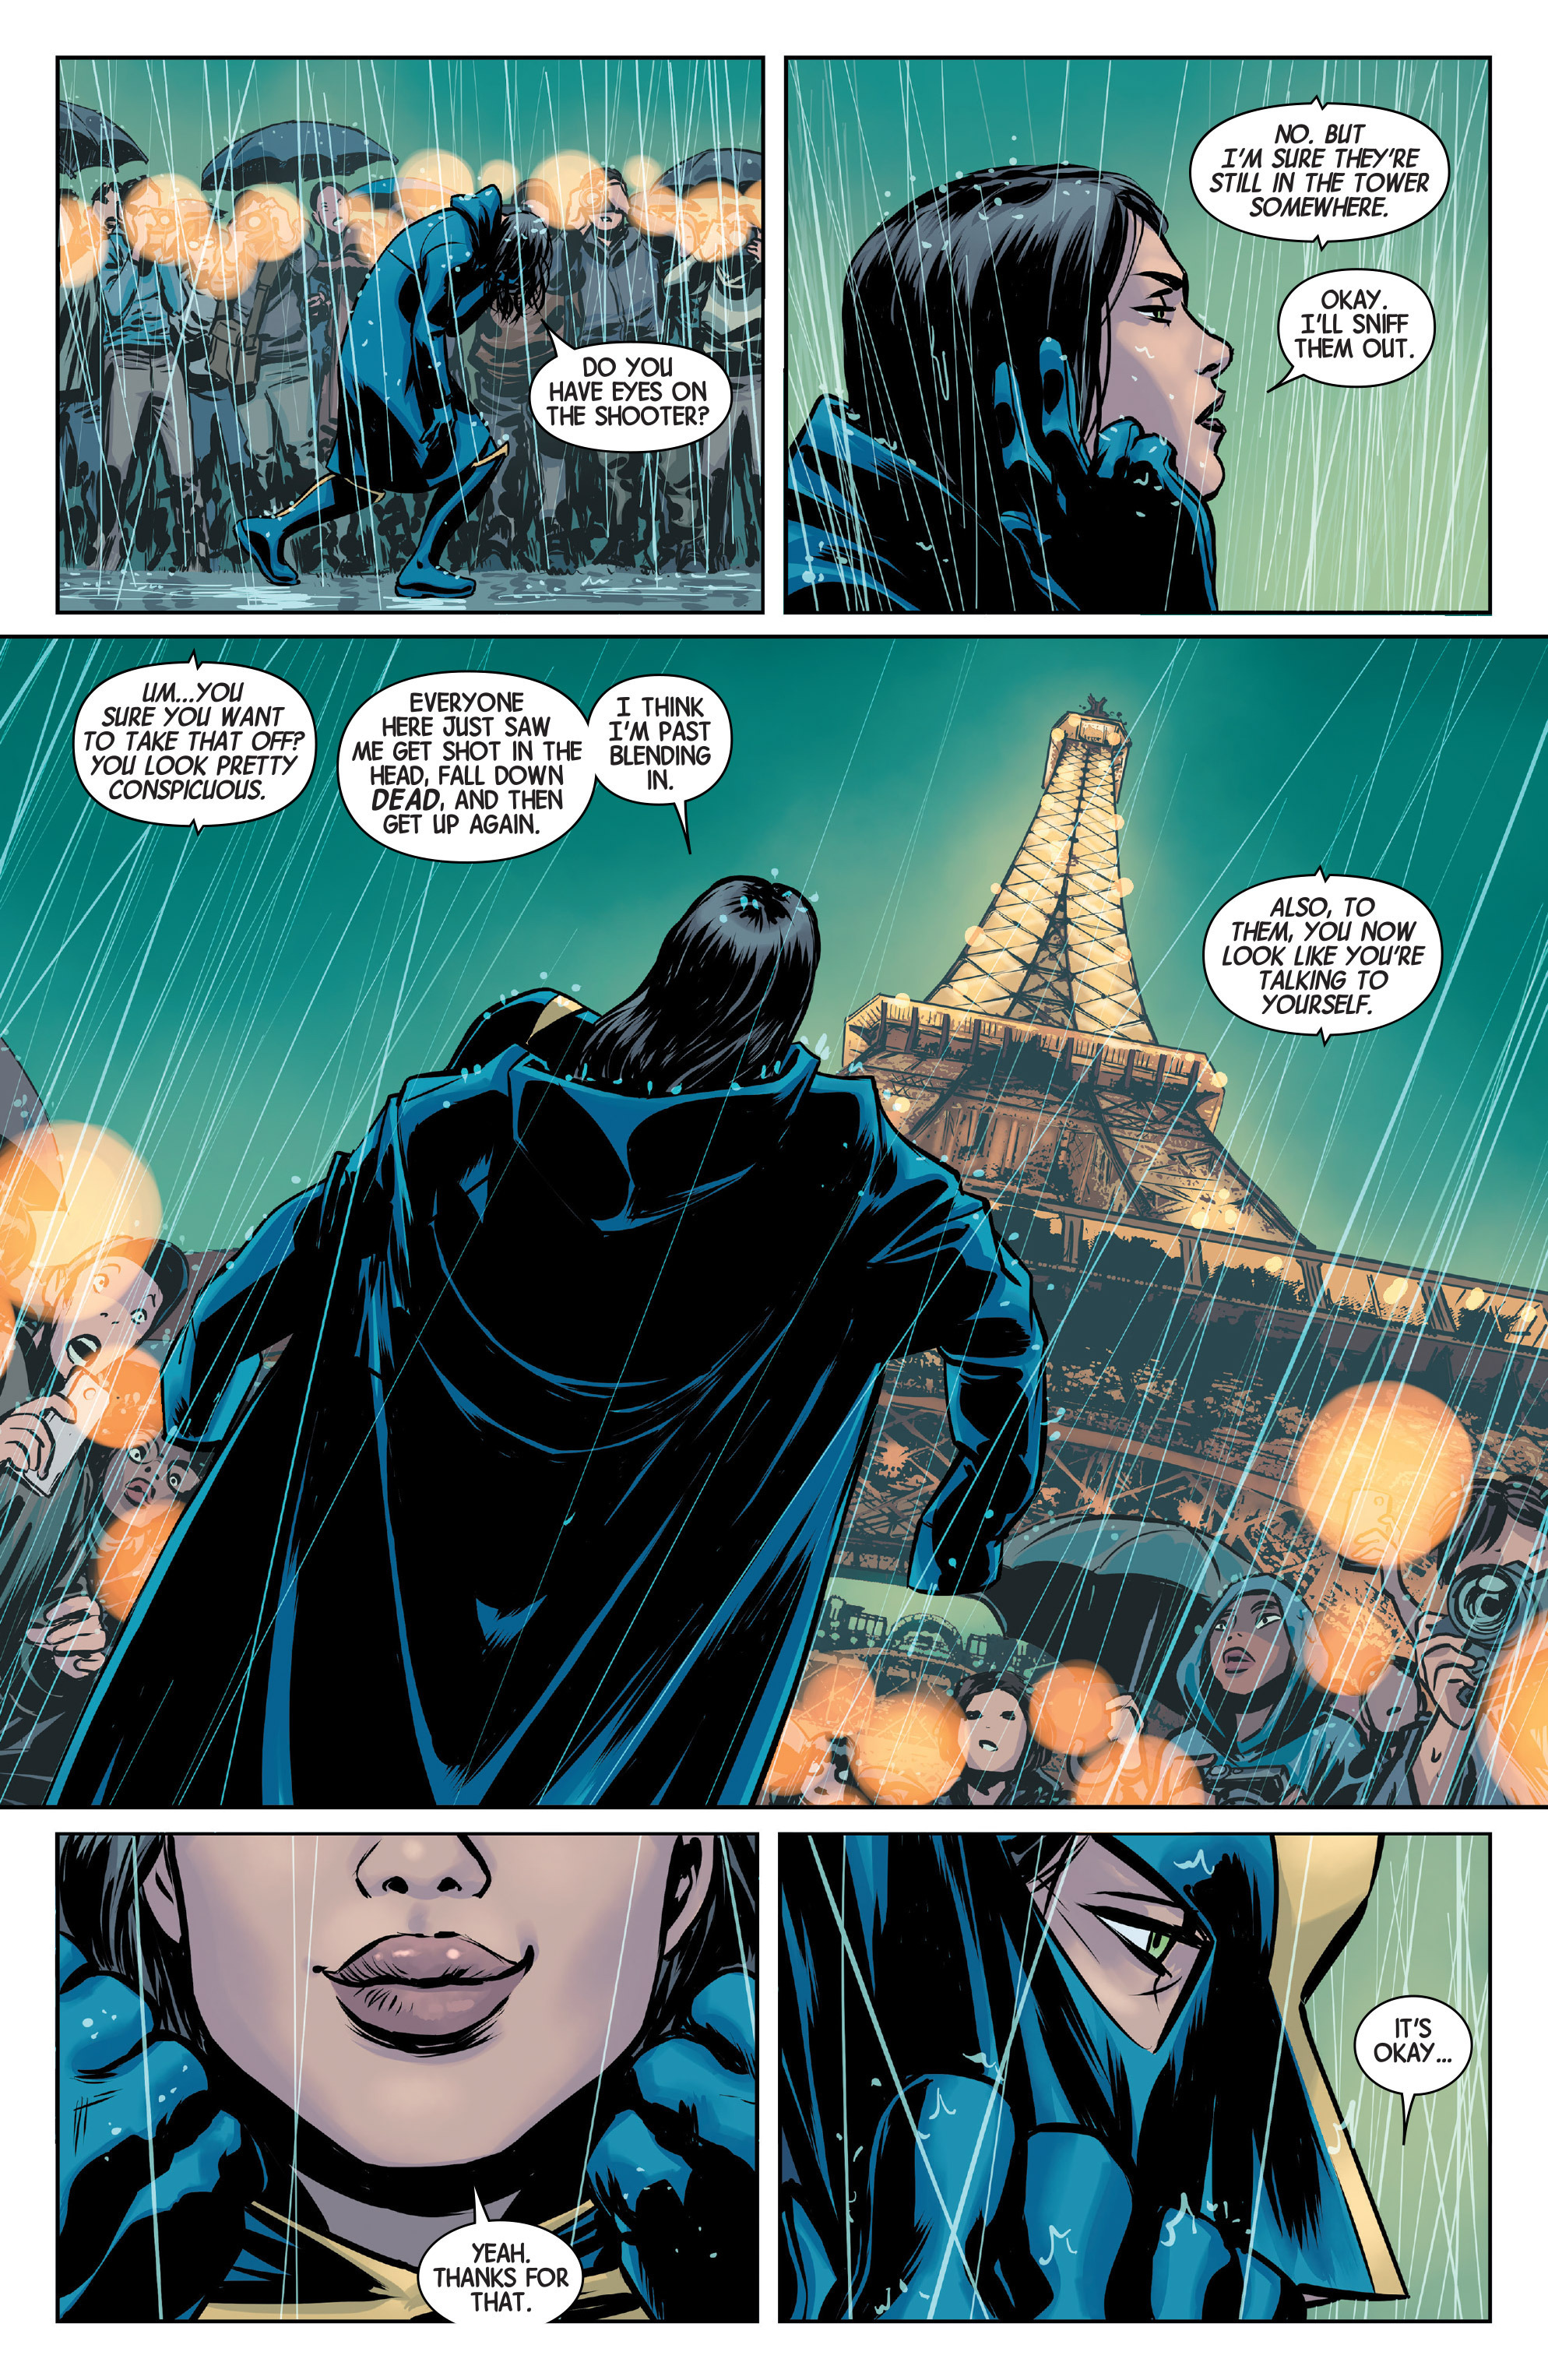 DO YOU
HAVE EYES ON
THE SHOOTER?
NO. BUT
I'M SURE THEY'RE
STILL IN THE TOWER
SOMEWHERE.
OKAY.
I'LL SNIFF
THEM OUT.
UM...YOU
SURE YOU WANT
TO TAKE THAT OFF?
YOU LOOK PRETTY
CONSPICUOUS.
EVERYONE
HERE JUST SAW
ME GET SHOT IN THE
HEAD, FALL DOWN
DEAD, AND THEN
GET UP AGAIN.
I THINK
I'M PAST
BLENDING
IN.
ALSO, TO
THEM, YOU NOW
LOOK LIKE YOU'RE
TALKING TO
YOURSELF.
YEAH.
THANKS FOR
THAT.
IT'S
OKAY...